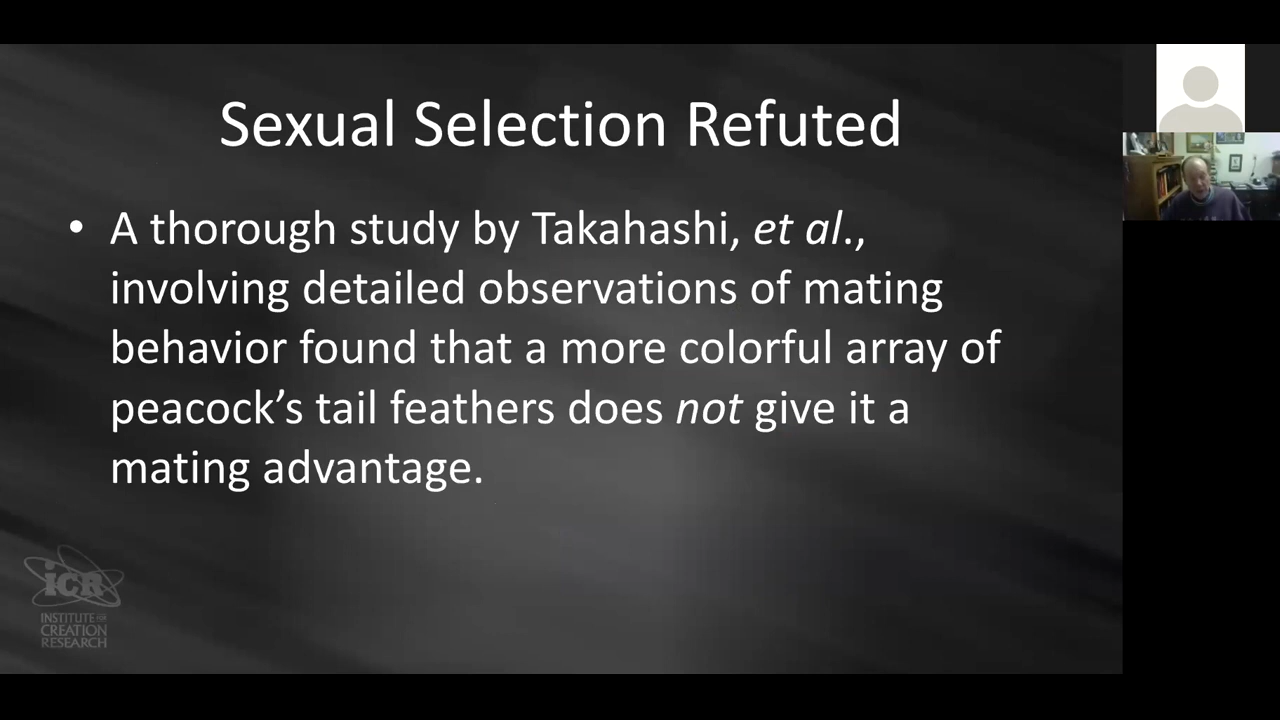 Sexual Selection Refuted
• A thorough study by Takahashi, et al.,
involving detailed observations of mating
behavior found that a more colorful array of
peacock's tail feathers does not give it a
mating advantage.
iCR
INSTITUTE FOR
CREATION
RESEARCH